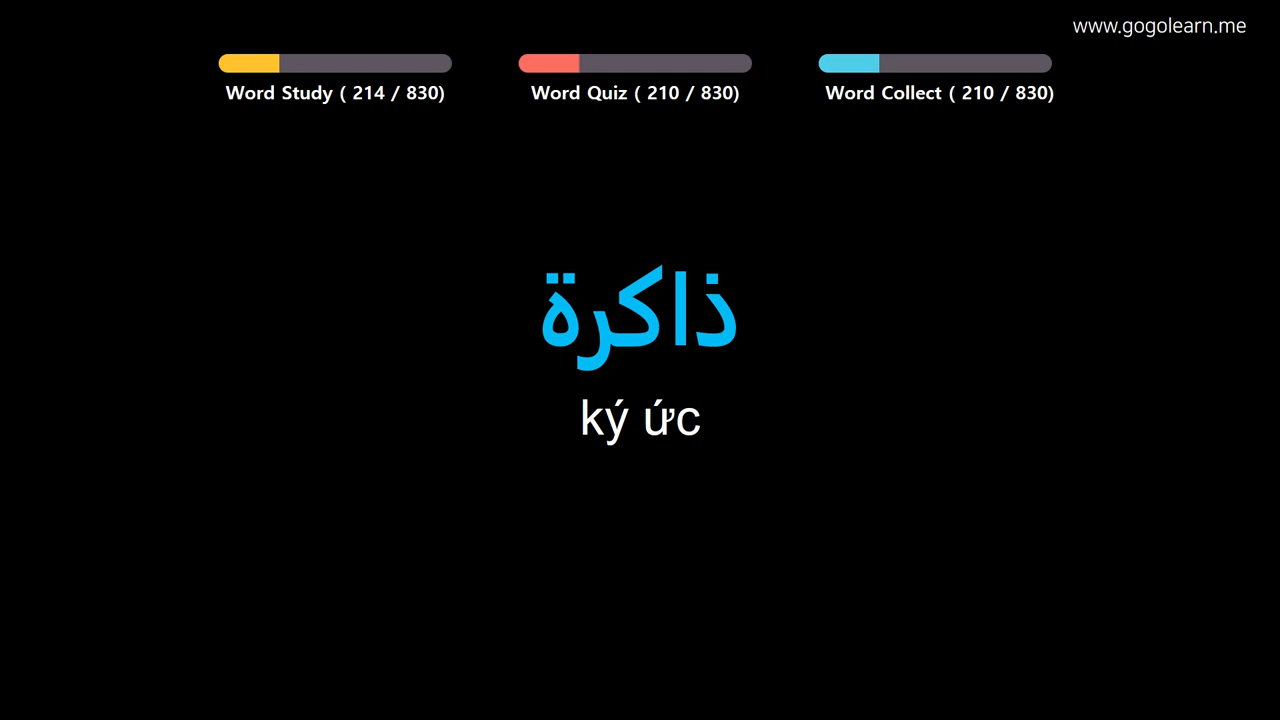 www.gogolearn.me
Word Study ( 214 / 830)
Word Quiz ( 210 / 830)
Word Collect ( 210 / 830)
ذاكرة
ký ức